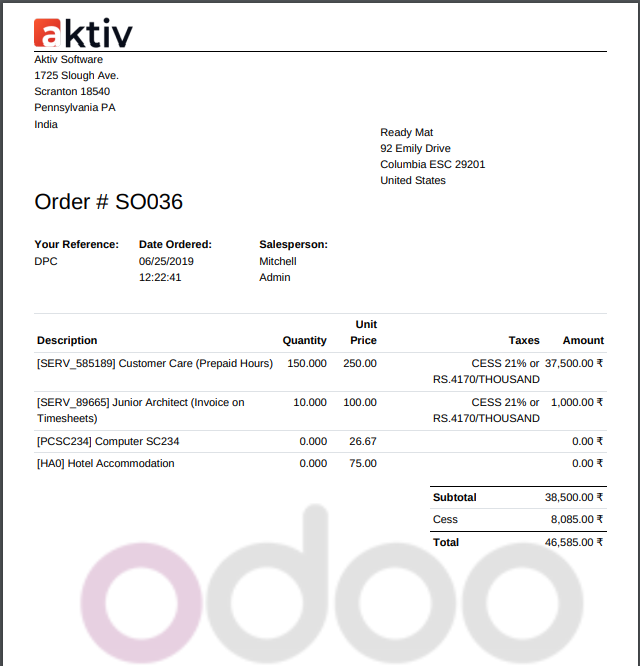 aktiv
Aktiv Software
1725 Slough Ave.
Scranton 18540
Pennsylvania PA
India
Ready Mat
92 Emily Drive
Columbia ESC 29201
United States
Order # SO036
Your Reference: Date Ordered: Salesperson:
DPC 06/25/2019 Mitchell
12:22:41 Admin
Unit
Description Quantity Price Taxes Amount
[SERV_585189] Customer Care (Prepaid Hours) 150.000 250.00 CESS 21% or 37,500.00 ₹
RS.4170/THOUSAND
[SERV_89665] Junior Architect (Invoice on 10.000 100.00 CESS 21% or 1,000.00 ₹
Timesheets) RS.4170/THOUSAND
[PCSC234] Computer SC234 0.000 26.67 0.00 ₹
[HA0] Hotel Accommodation 0.000 75.00 0.00 ₹
Subtotal 38,500.00 ₹
Cess 8,085.00 ₹
Total 46,585.00 ₹
odoo